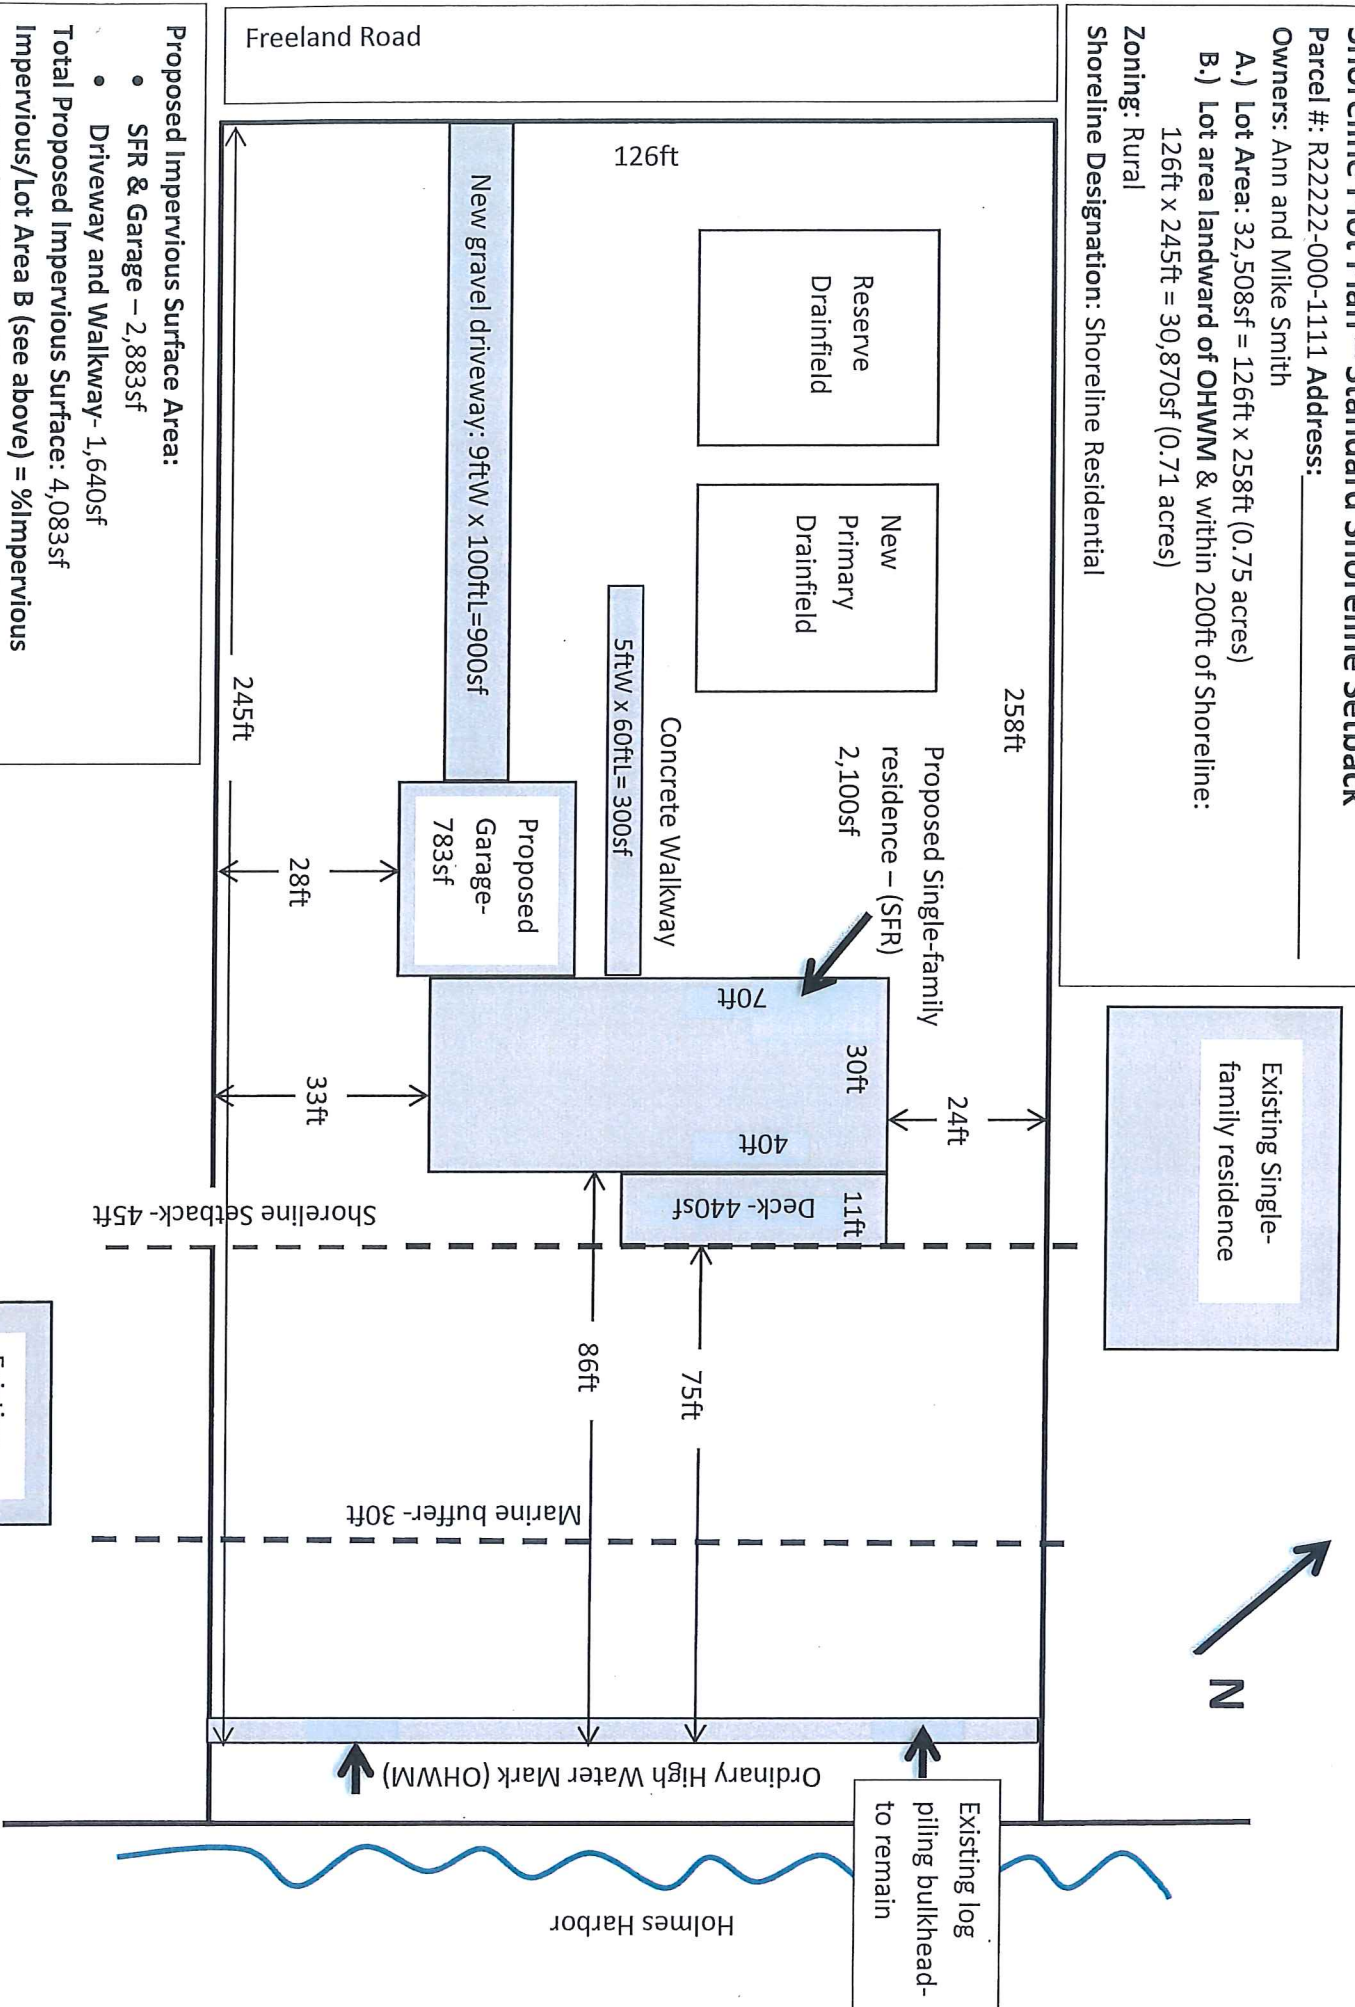 Shoreline Plot Plan – Standard Shoreline Setback
Parcel #: R22222-000-1111 Address:
Owners: Ann and Mike Smith
A.) Lot Area: 32,508sf = 126ft x 258ft (0.75 acres)
B.) Lot area landward of OHWM & within 200ft of Shoreline:
126ft x 245ft = 30,870sf (0.71 acres)
Zoning: Rural
Shoreline Designation: Shoreline Residential
Existing Single-
family residence
N
Freeland Road
126ft
258ft
Reserve
Drainfield
New
Primary
Drainfield
Proposed Single-family
residence – (SFR)
2,100sf
Concrete Walkway
5ftW x 60ftL= 300sf
New gravel driveway: 9ftW x 100ftL=900sf
Proposed
Garage-
783sf
70ft
30ft
40ft
24ft
11ft
Deck- 440sf
28ft
33ft
245ft
75ft
86ft
Shoreline Setback- 45ft
Marine buffer- 30ft
Ordinary High Water Mark (OHWM)
Existing log
piling bulkhead-
to remain
Holmes Harbor
Proposed Impervious Surface Area:
• SFR & Garage – 2,883sf
• Driveway and Walkway- 1,640sf
Total Proposed Impervious Surface: 4,083sf
Impervious/Lot Area B (see above) = %Impervious